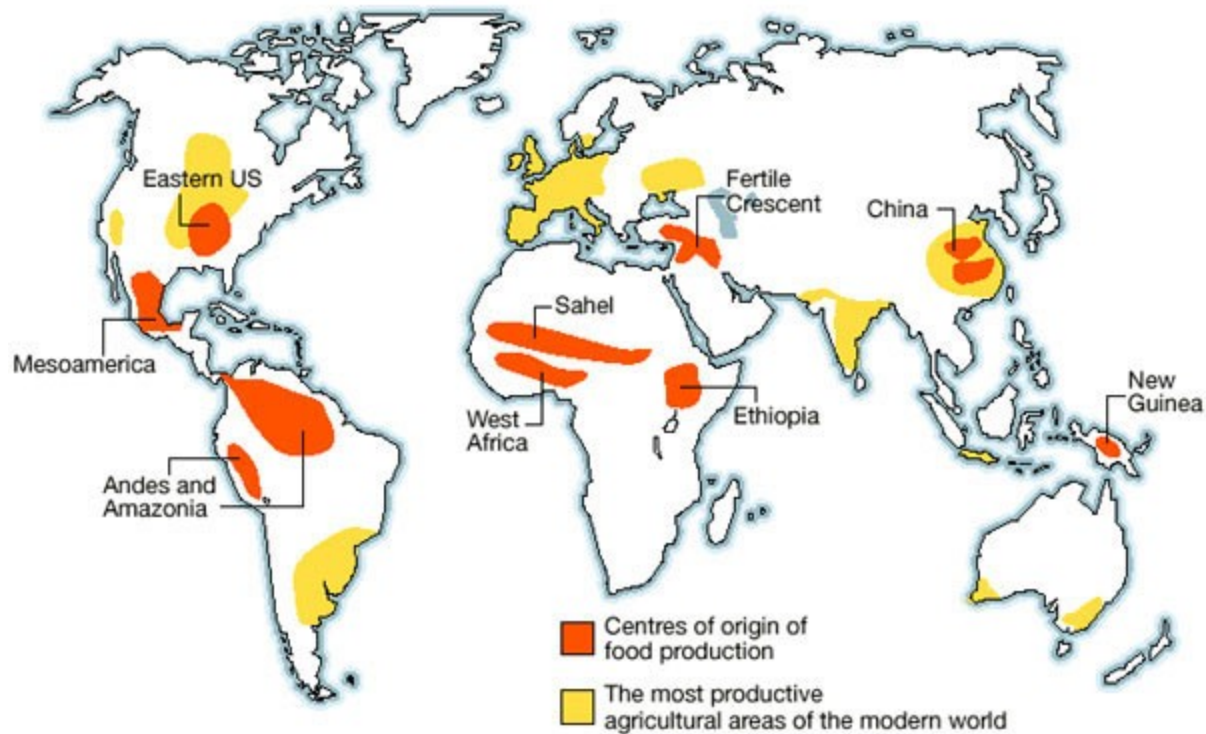 Eastern US
Fertile
Crescent
China
Sahel
Mesoamerica
West
Africa
Ethiopia
New
Guinea
Andes and
Amazonia
Centres of origin of
food production
The most productive
agricultural areas of the modern world